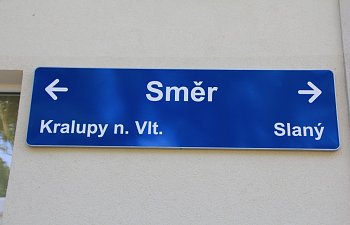 ← Směr →
Kralupy n. Vlt. Slaný